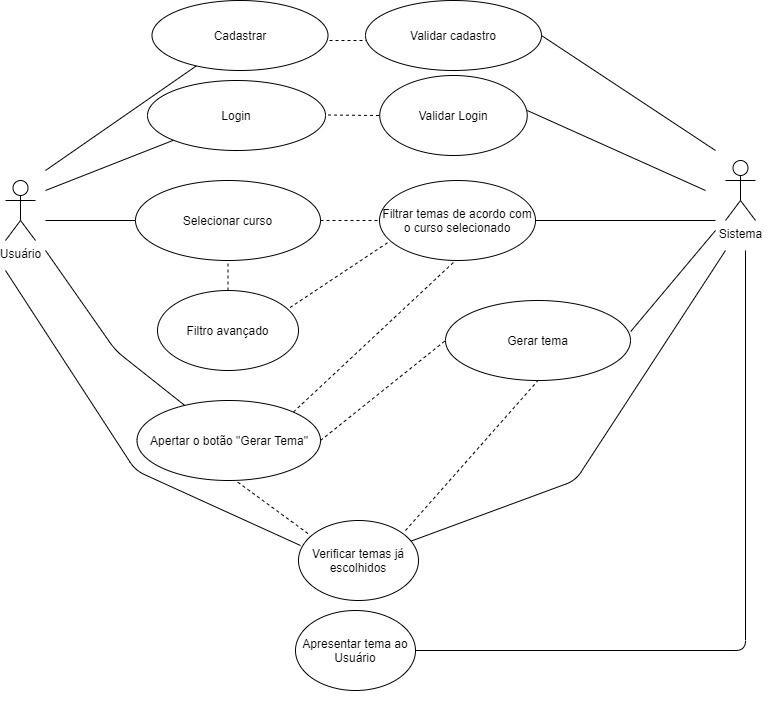 Cadastrar
Validar cadastro
Login
Validar Login
Selecionar curso
Filtrar temas de acordo com
o curso selecionado
Sistema
Usuário
Filtro avançado
Gerar tema
Apertar o botão "Gerar Tema"
Verificar temas já
escolhidos
Apresentar tema ao
Usuário